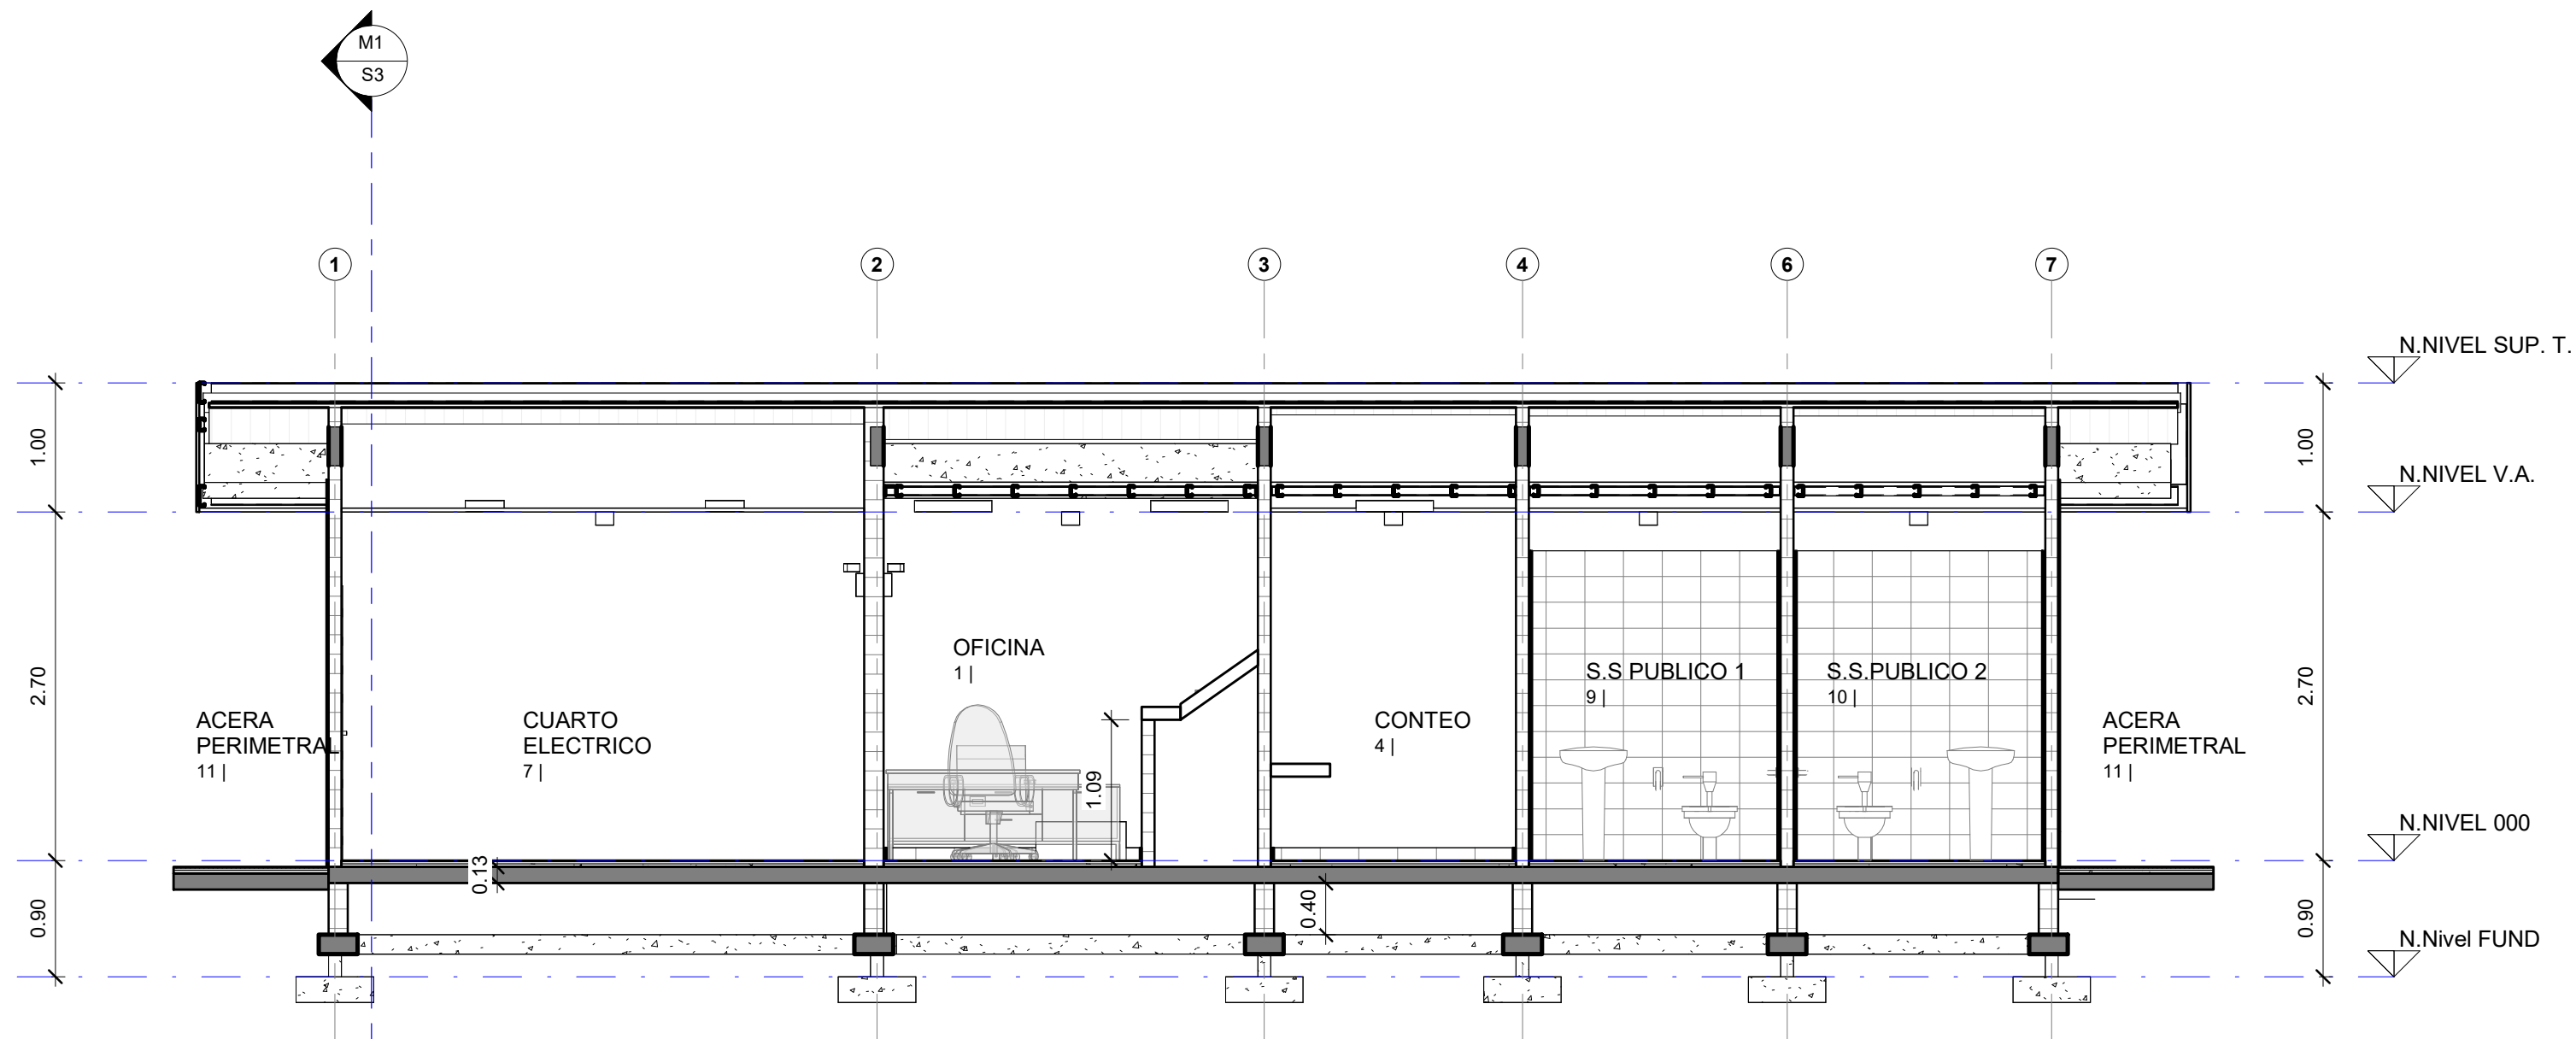 M1
S3
1
2
3
4
6
7
N.NIVEL SUP. T.
1.00
1.00
N.NIVEL V.A.
OFICINA
1 |
S.S PUBLICO 1
9 |
S.S.PUBLICO 2
10 |
2.70
2.70
ACERA
PERIMETRAL
11 |
CUARTO
ELECTRICO
7 |
CONTEO
4 |
ACERA
PERIMETRAL
11 |
1.09
N.NIVEL 000
0.13
0.40
0.90
0.90
N.Nivel FUND